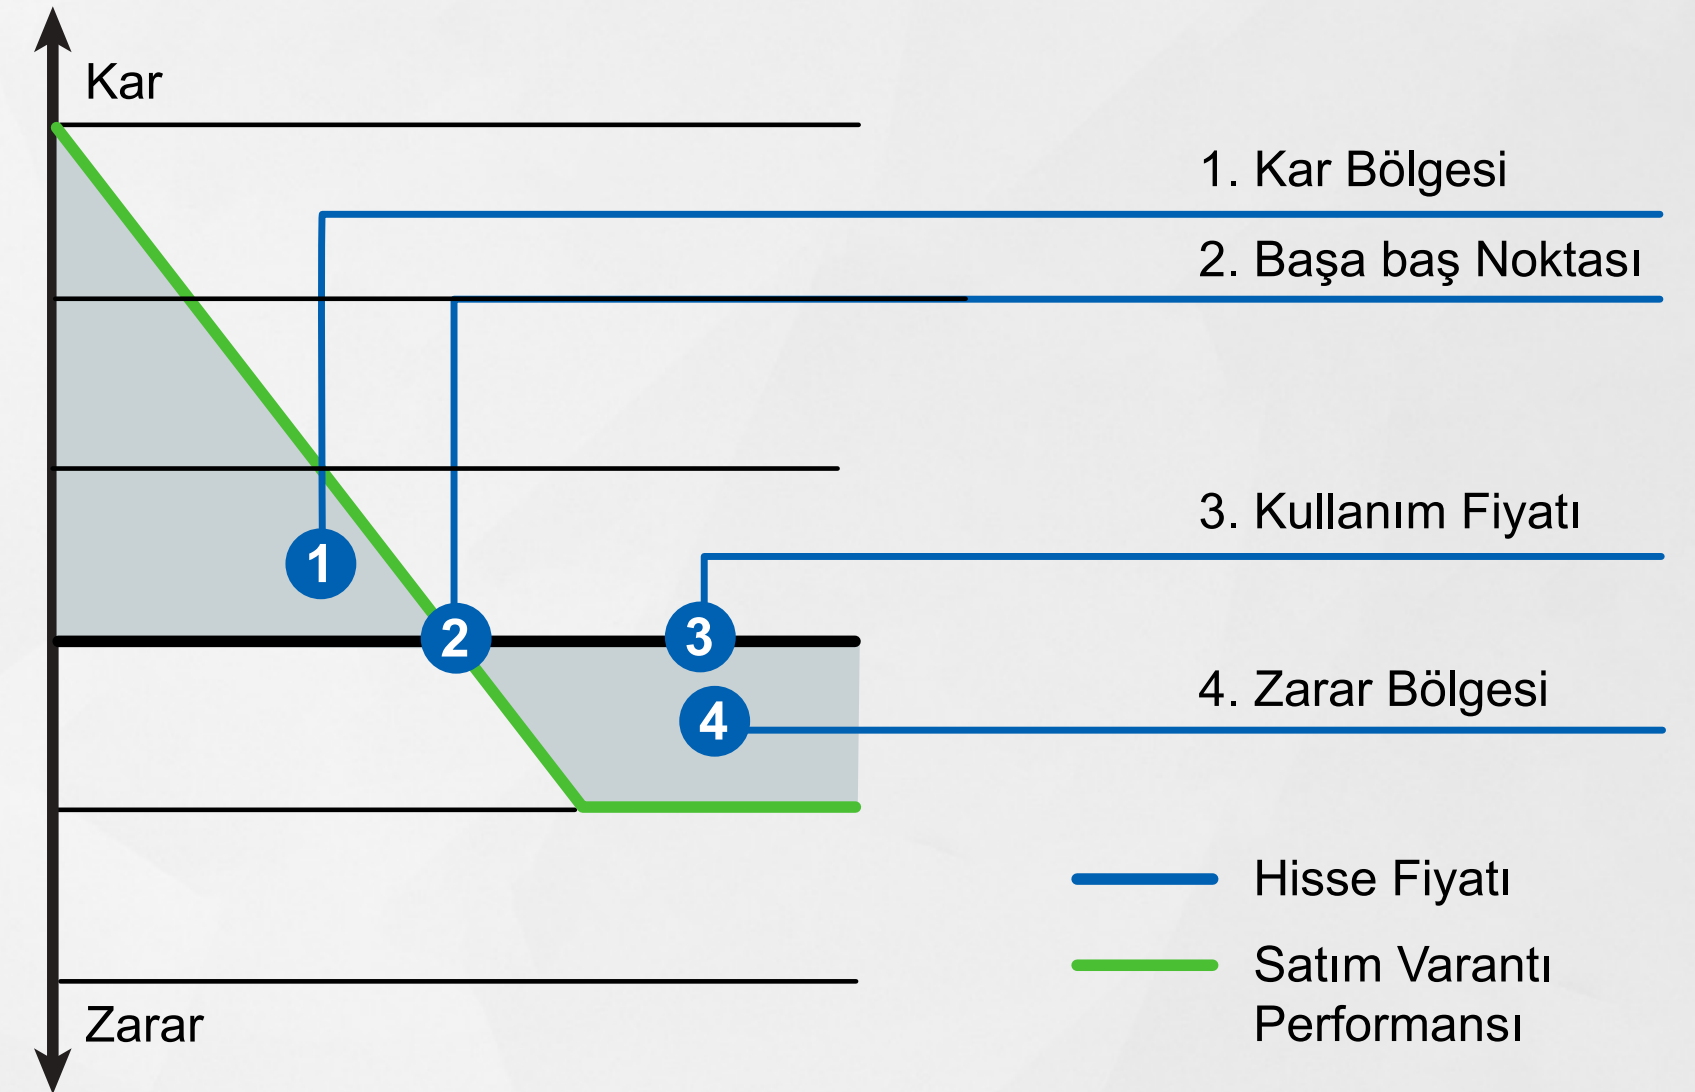 Kar
1. Kar Bölgesi
2. Başa baş Noktası
3. Kullanım Fiyatı
1
2
3
4
4. Zarar Bölgesi
Hisse Fiyatı
Satım Varantı
Performansı
Zarar